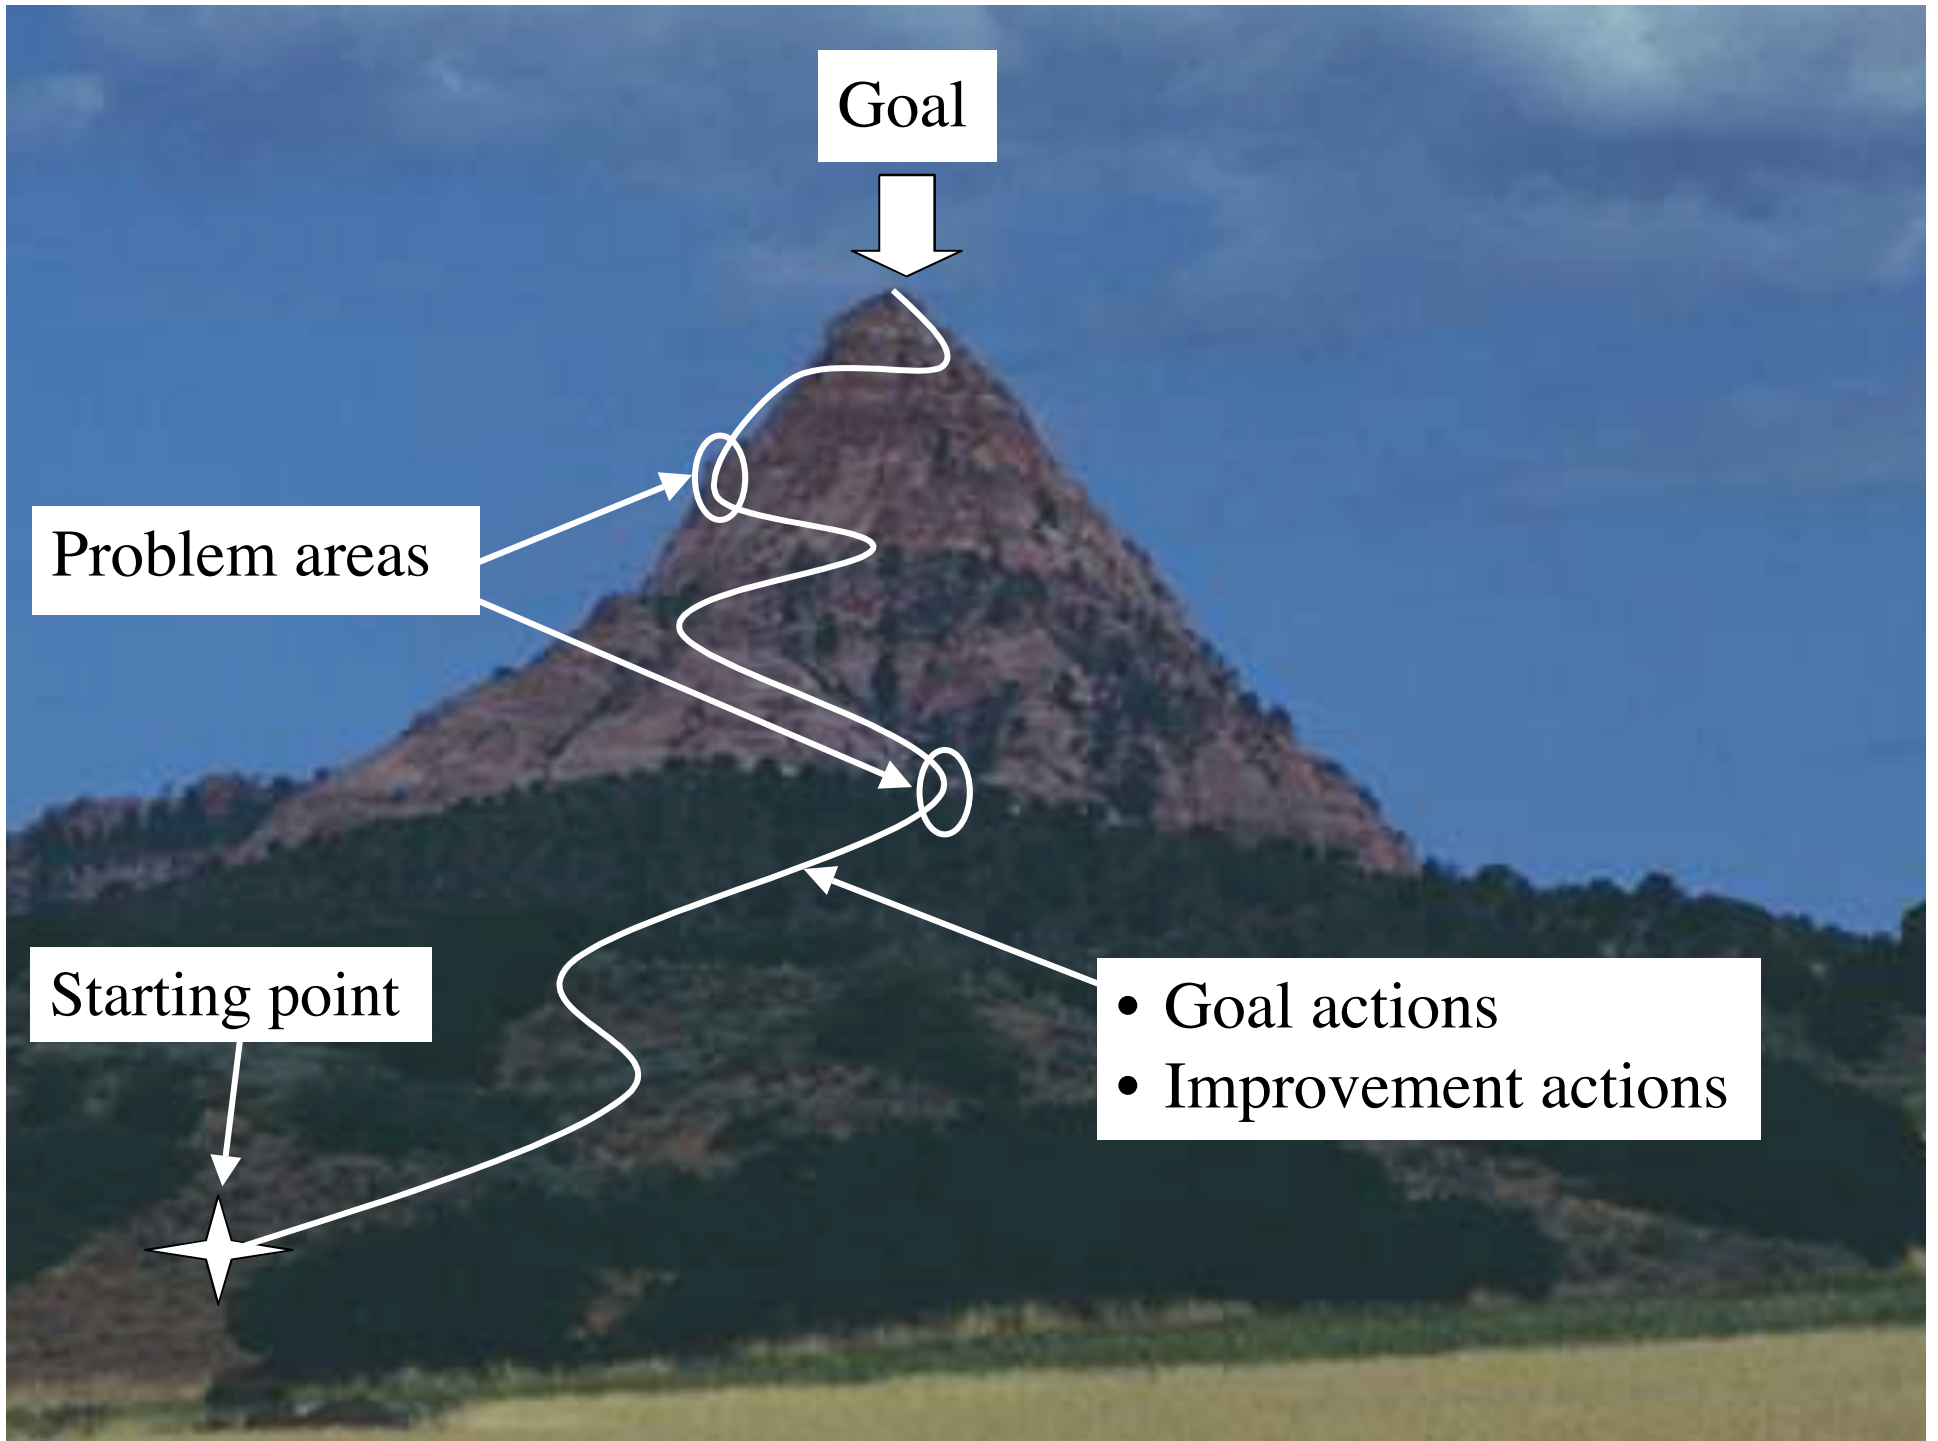 Goal
Problem areas
Starting point
• Goal actions
• Improvement actions